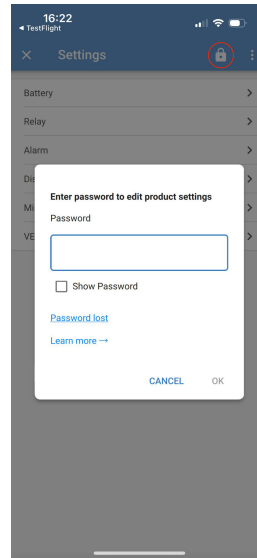 16:22
◀ TestFlight
Settings
Battery
Relay
Alarm
Dis
Mi
VE
Enter password to edit product settings
Password
Show Password
Password lost
Learn more →
CANCEL
OK